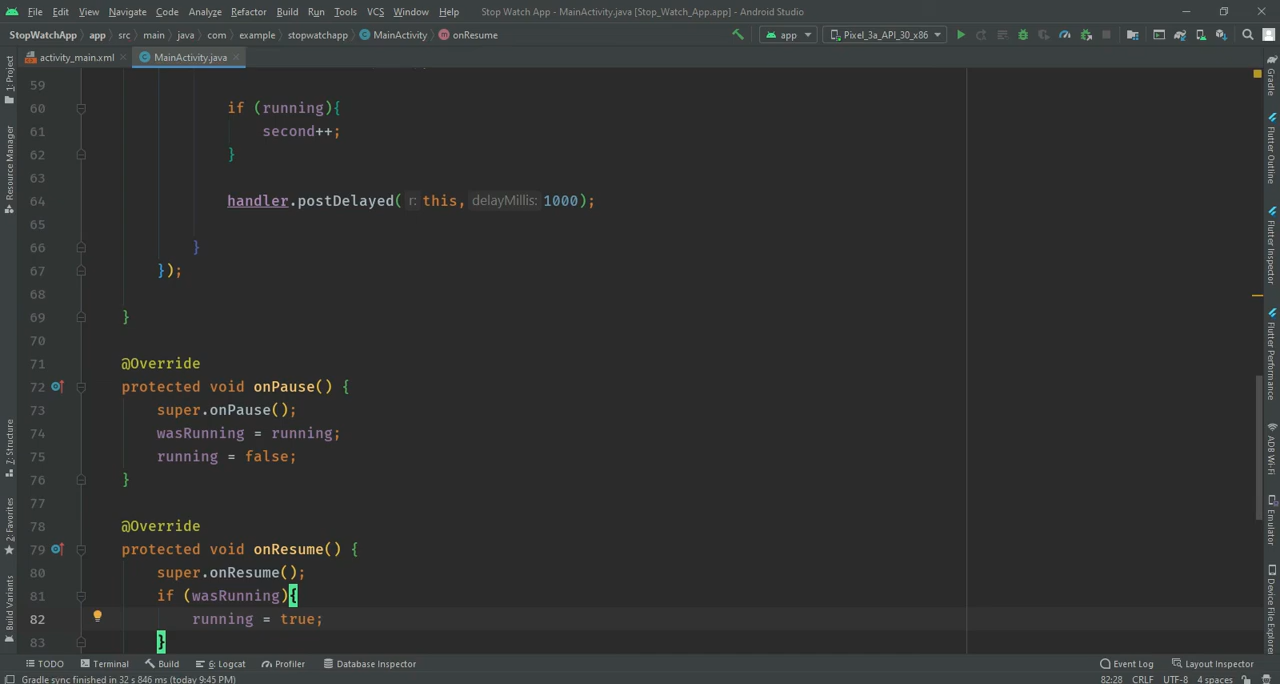 File Edit View Navigate Code Analyze Refactor Build Run Tools VCS Window Help Stop Watch App - MainActivity.java [Stop_Watch_App.app] - Android Studio
StopWatchApp app src main java com example stopwatchapp MainActivity onResume app Pixel_3a_API_30_x86
activity_main.xml MainActivity.java
59
60 if (running){
61 second++;
62 }
63
64 handler.postDelayed( r: this, delayMillis: 1000);
65
66 }
67 });
68
69 }
70
71 @Override
72 protected void onPause() {
73 super.onPause();
74 wasRunning = running;
75 running = false;
76 }
77
78 @Override
79 protected void onResume() {
80 super.onResume();
81 if (wasRunning){
82 running = true;
83 }
1: Project
Resource Manager
7: Structure
2: Favorites
Build Variants
Gradle
Flutter Outline
Flutter Inspector
Flutter Performance
ADB Wi-Fi
Emulator
Device File Explorer
TODO Terminal Build 6: Logcat Profiler Database Inspector Event Log Layout Inspector
Gradle sync finished in 32 s 846 ms (today 9:45 PM) 82:28 CRLF UTF-8 4 spaces